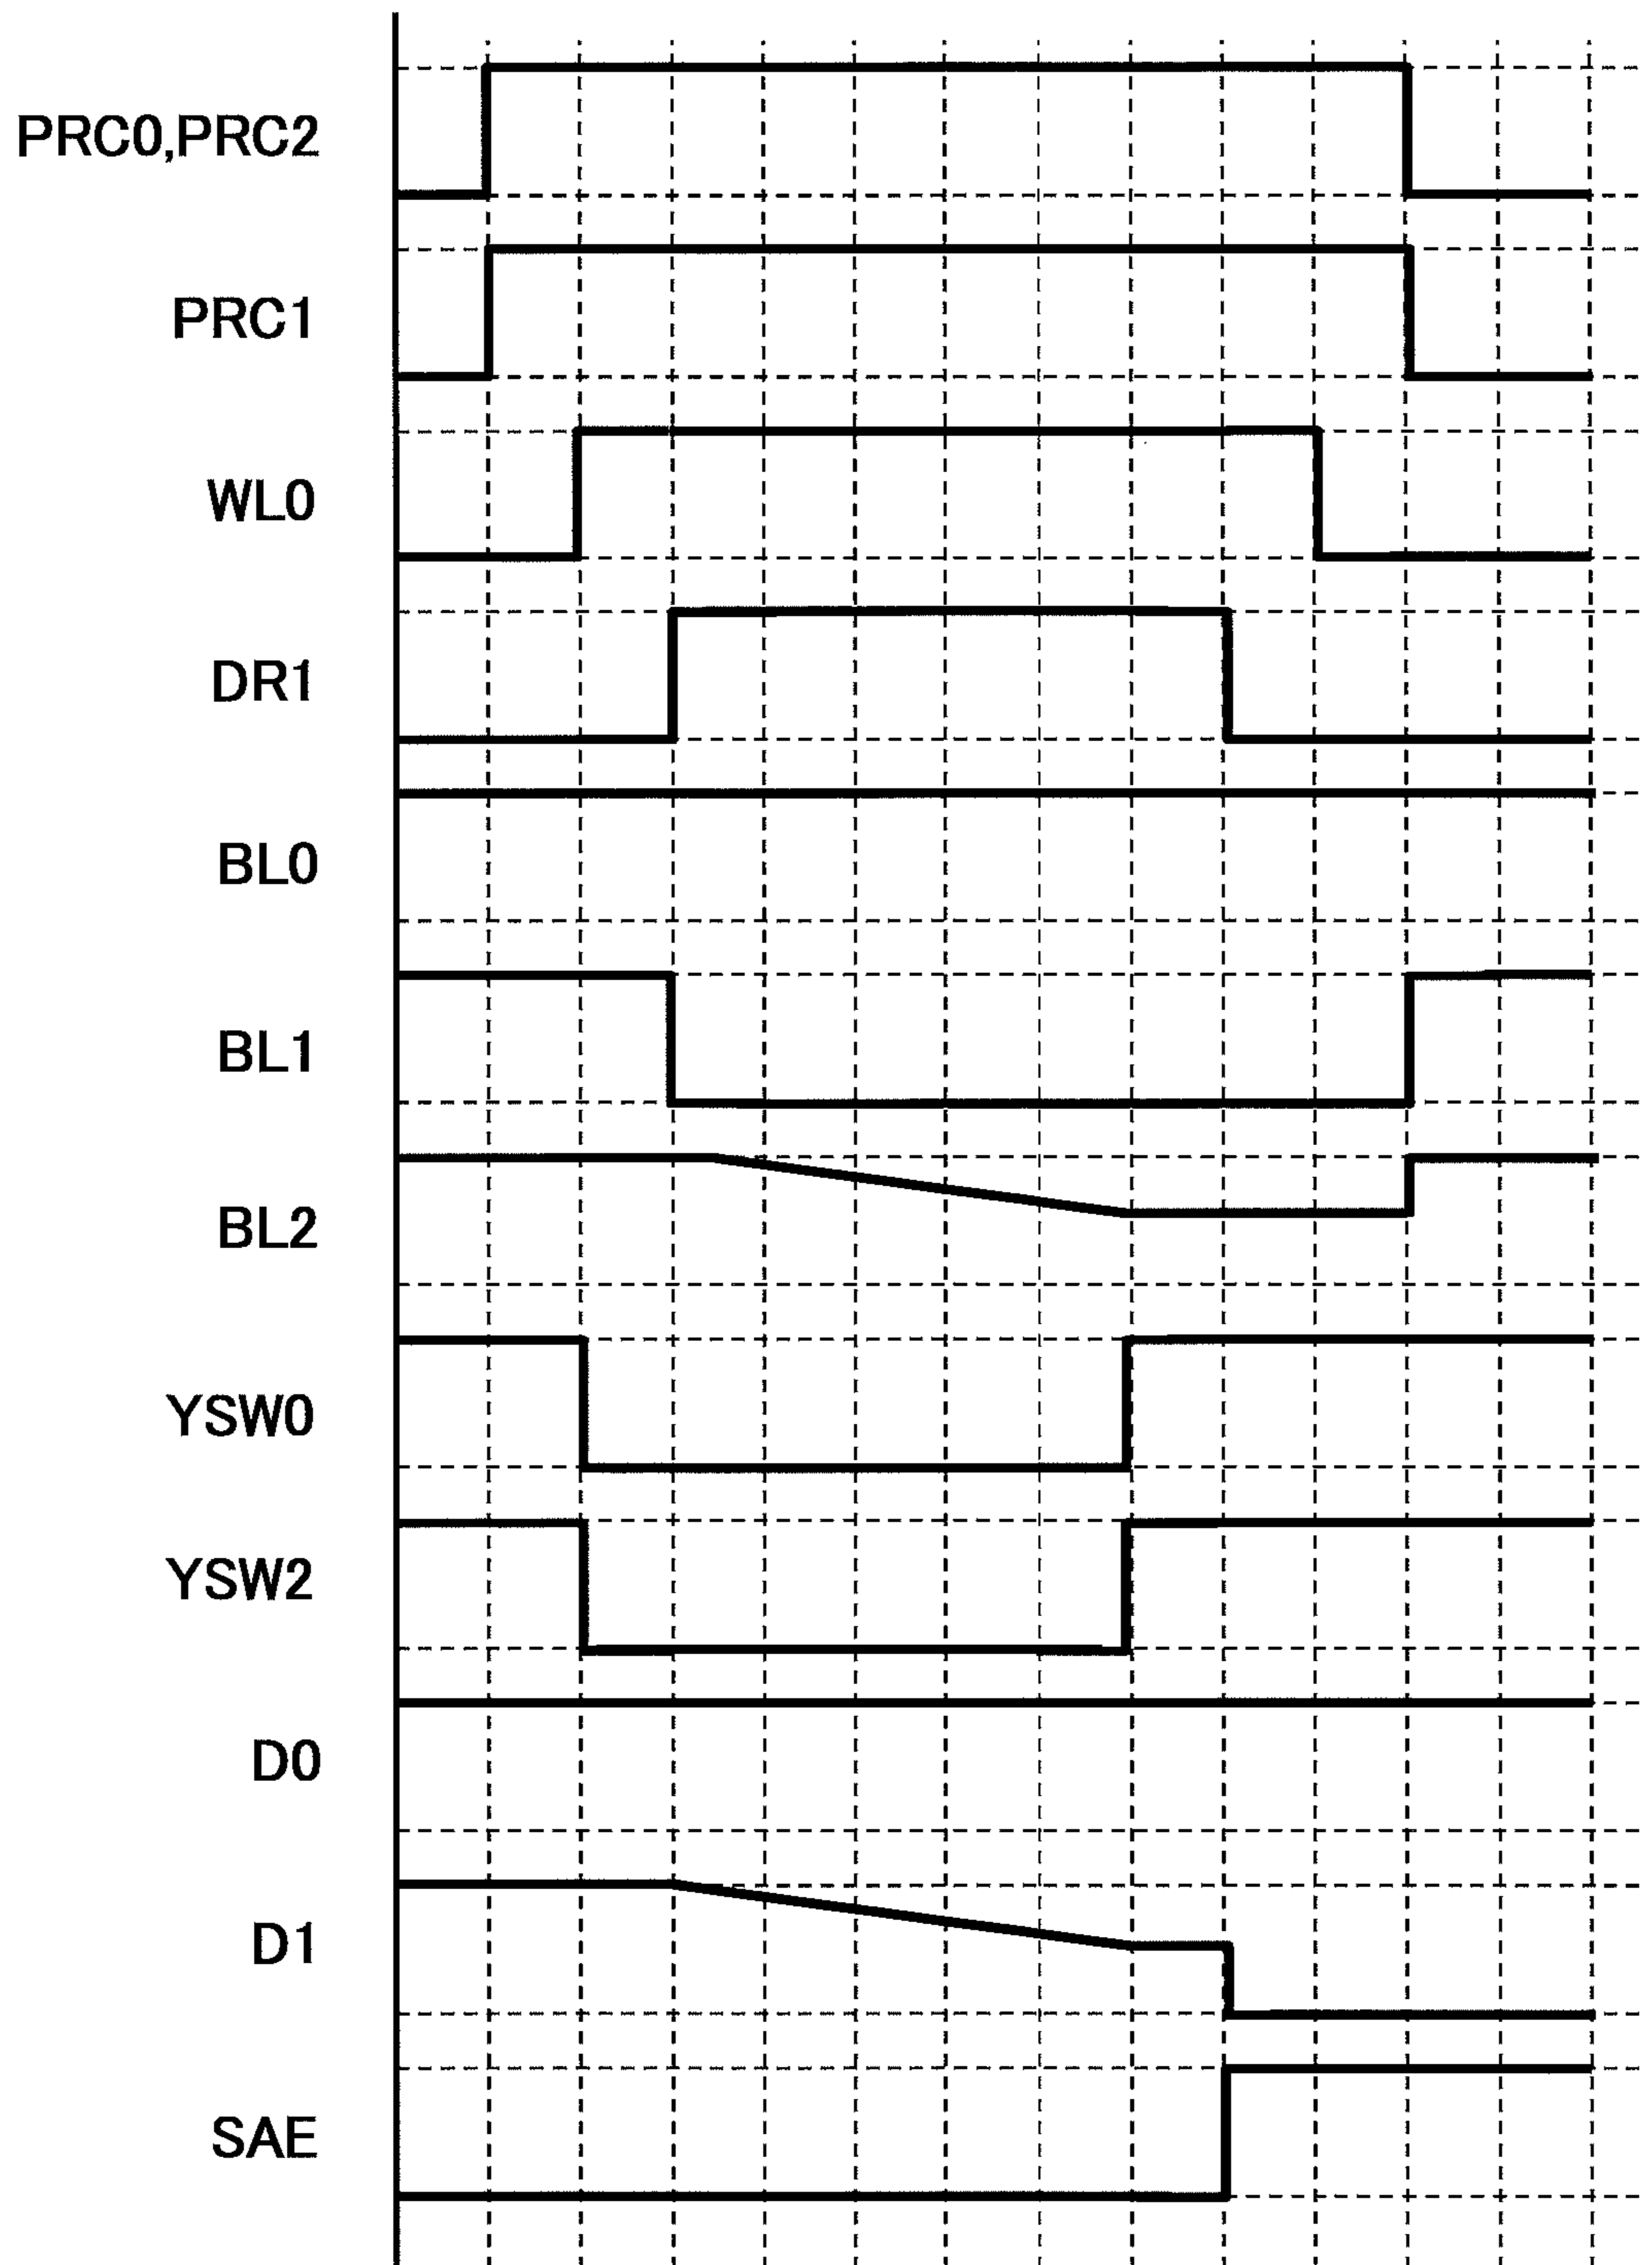 PRC0,PRC2
PRC1
WL0
DR1
BL0
BL1
BL2
YSW0
YSW2
D0
D1
SAE